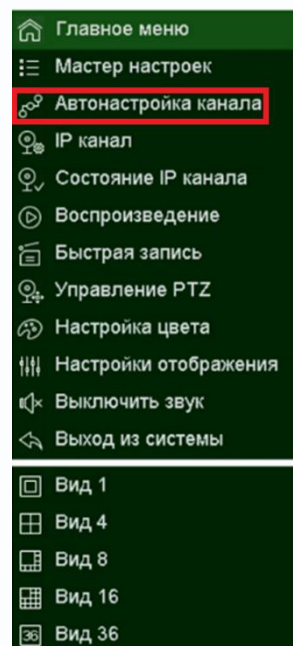 Главное меню
Мастер настроек
Автонастройка канала
IP канал
Состояние IP канала
Воспроизведение
Быстрая запись
Управление PTZ
Настройка цвета
Настройки отображения
Выключить звук
Выход из системы
Вид 1
Вид 4
Вид 8
Вид 16
36 Вид 36